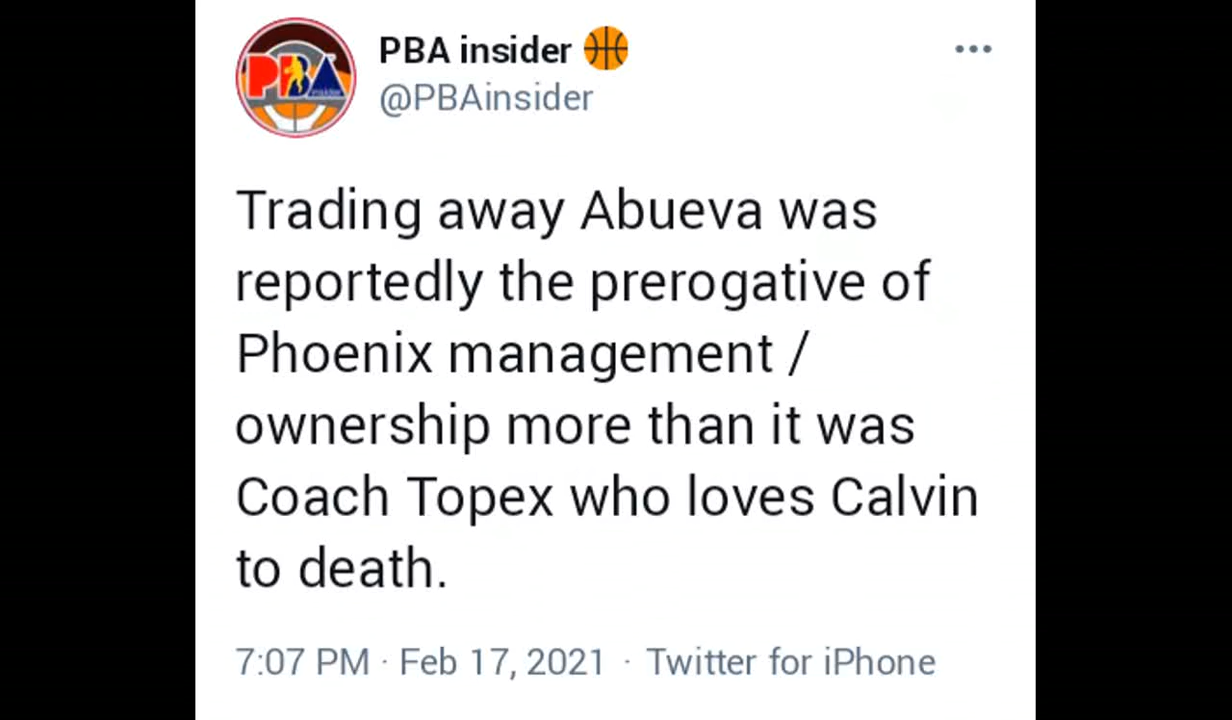 PBA insider
@PBAinsider
PBA
Trading away Abueva was
reportedly the prerogative of
Phoenix management /
ownership more than it was
Coach Topex who loves Calvin
to death.
7:07 PM · Feb 17, 2021 · Twitter for iPhone